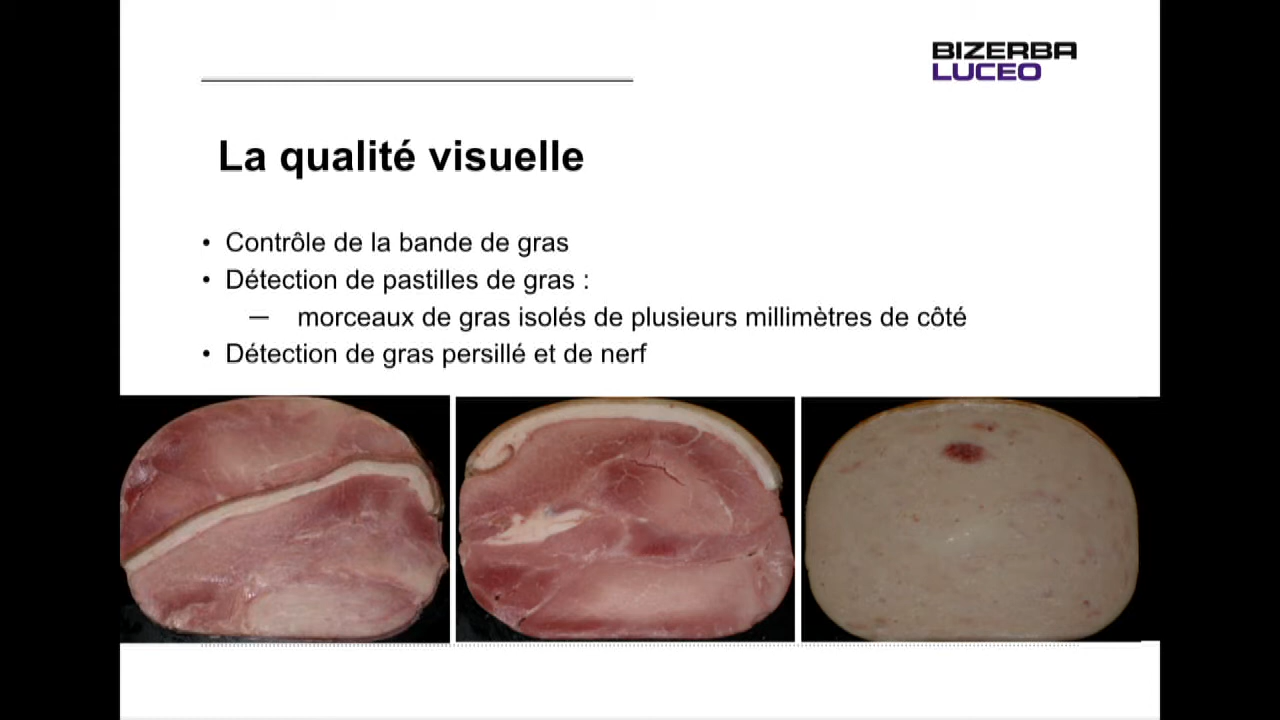 BIZERBA
LUCEO
La qualité visuelle
• Contrôle de la bande de gras
• Détection de pastilles de gras :
— morceaux de gras isolés de plusieurs millimètres de côté
• Détection de gras persillé et de nerf